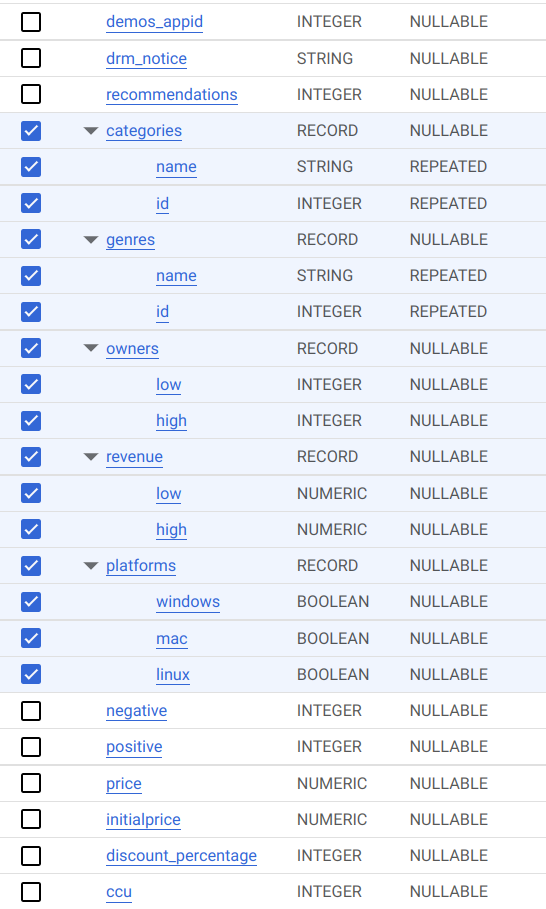 demos_appid INTEGER NULLABLE
drm_notice STRING NULLABLE
recommendations INTEGER NULLABLE
categories RECORD NULLABLE
name STRING REPEATED
id INTEGER REPEATED
genres RECORD NULLABLE
name STRING REPEATED
id INTEGER REPEATED
owners RECORD NULLABLE
low INTEGER NULLABLE
high INTEGER NULLABLE
revenue RECORD NULLABLE
low NUMERIC NULLABLE
high NUMERIC NULLABLE
platforms RECORD NULLABLE
windows BOOLEAN NULLABLE
mac BOOLEAN NULLABLE
linux BOOLEAN NULLABLE
negative INTEGER NULLABLE
positive INTEGER NULLABLE
price NUMERIC NULLABLE
initialprice NUMERIC NULLABLE
discount_percentage INTEGER NULLABLE
ccu INTEGER NULLABLE